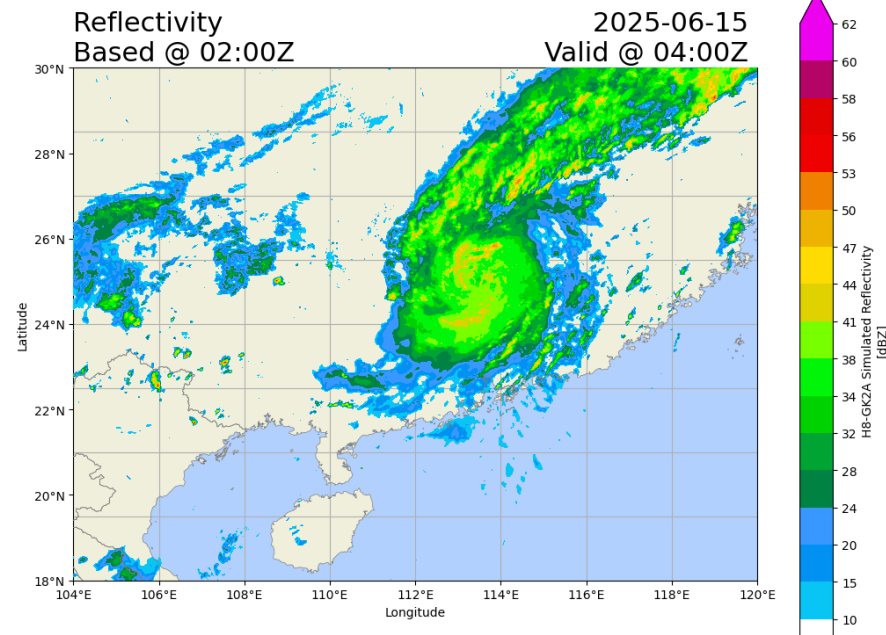 Reflectivity
2025-06-15
Based @ 02:00Z
Valid @ 04:00Z
30°N
28°N
26°N
24°N
22°N
20°N
18°N
Latitude
104°E
106°E
108°E
110°E
112°E
114°E
116°E
118°E
120°E
Longitude
62
60
58
56
53
50
47
44
41
38
34
32
28
24
20
15
10
H8-GK2A Simulated Reflectivity
[dBZ]